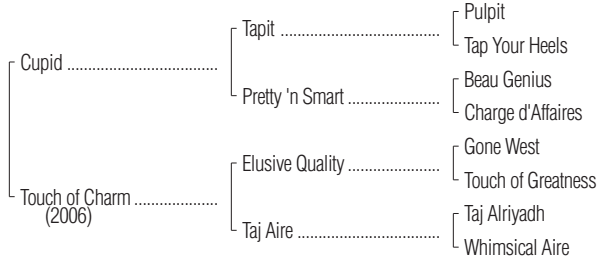 Pulpit
Tapit ................................
Tap Your Heels
Cupid ...................................
Beau Genius
Pretty 'n Smart .....................
Charge d'Affaires
Gone West
Elusive Quality .....................
Touch of Greatness
Touch of Charm ...................
(2006)
Taj Alriyadh
Taj Aire .................................
Whimsical Aire